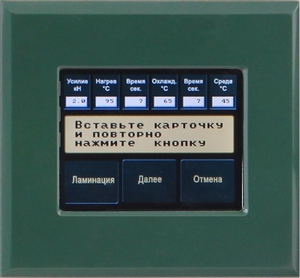 Усилие Нагрев Время Охлажд. Время Среда
кН °C сек. °C сек. °C
2.0 95 7 65 7 45
Вставьте карточку
и повторно
нажмите кнопку
Ламинация Далее Отмена